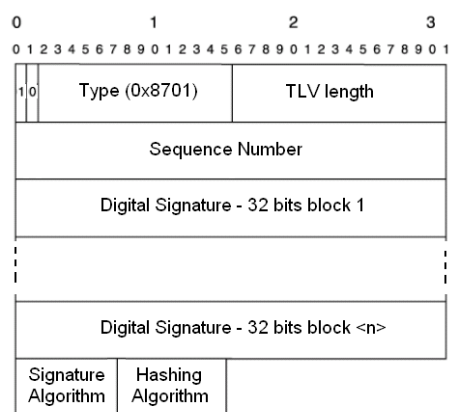 0 1 2 3
0 1 2 3 4 5 6 7 8 9 0 1 2 3 4 5 6 7 8 9 0 1 2 3 4 5 6 7 8 9 0 1
1 0 Type (0x8701) TLV length
Sequence Number
Digital Signature - 32 bits block 1
Digital Signature - 32 bits block <n>
Signature Hashing
Algorithm Algorithm